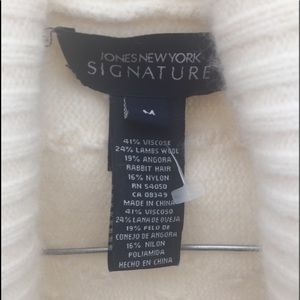 JONES NEW YORK
SIGNATURE
41% VISCOSE
24% LAMBS WOOL
19% ANGORA
RABBIT HAIR
16% NYLON
RN 54050
CA 08349
MADE IN CHINA
41% VISCOSO
24% LANA DE OVEJA
19% PELO DE
CONEJO DE ANGORA
16% NILON
POLIAMIDA
HECHO EN CHINA